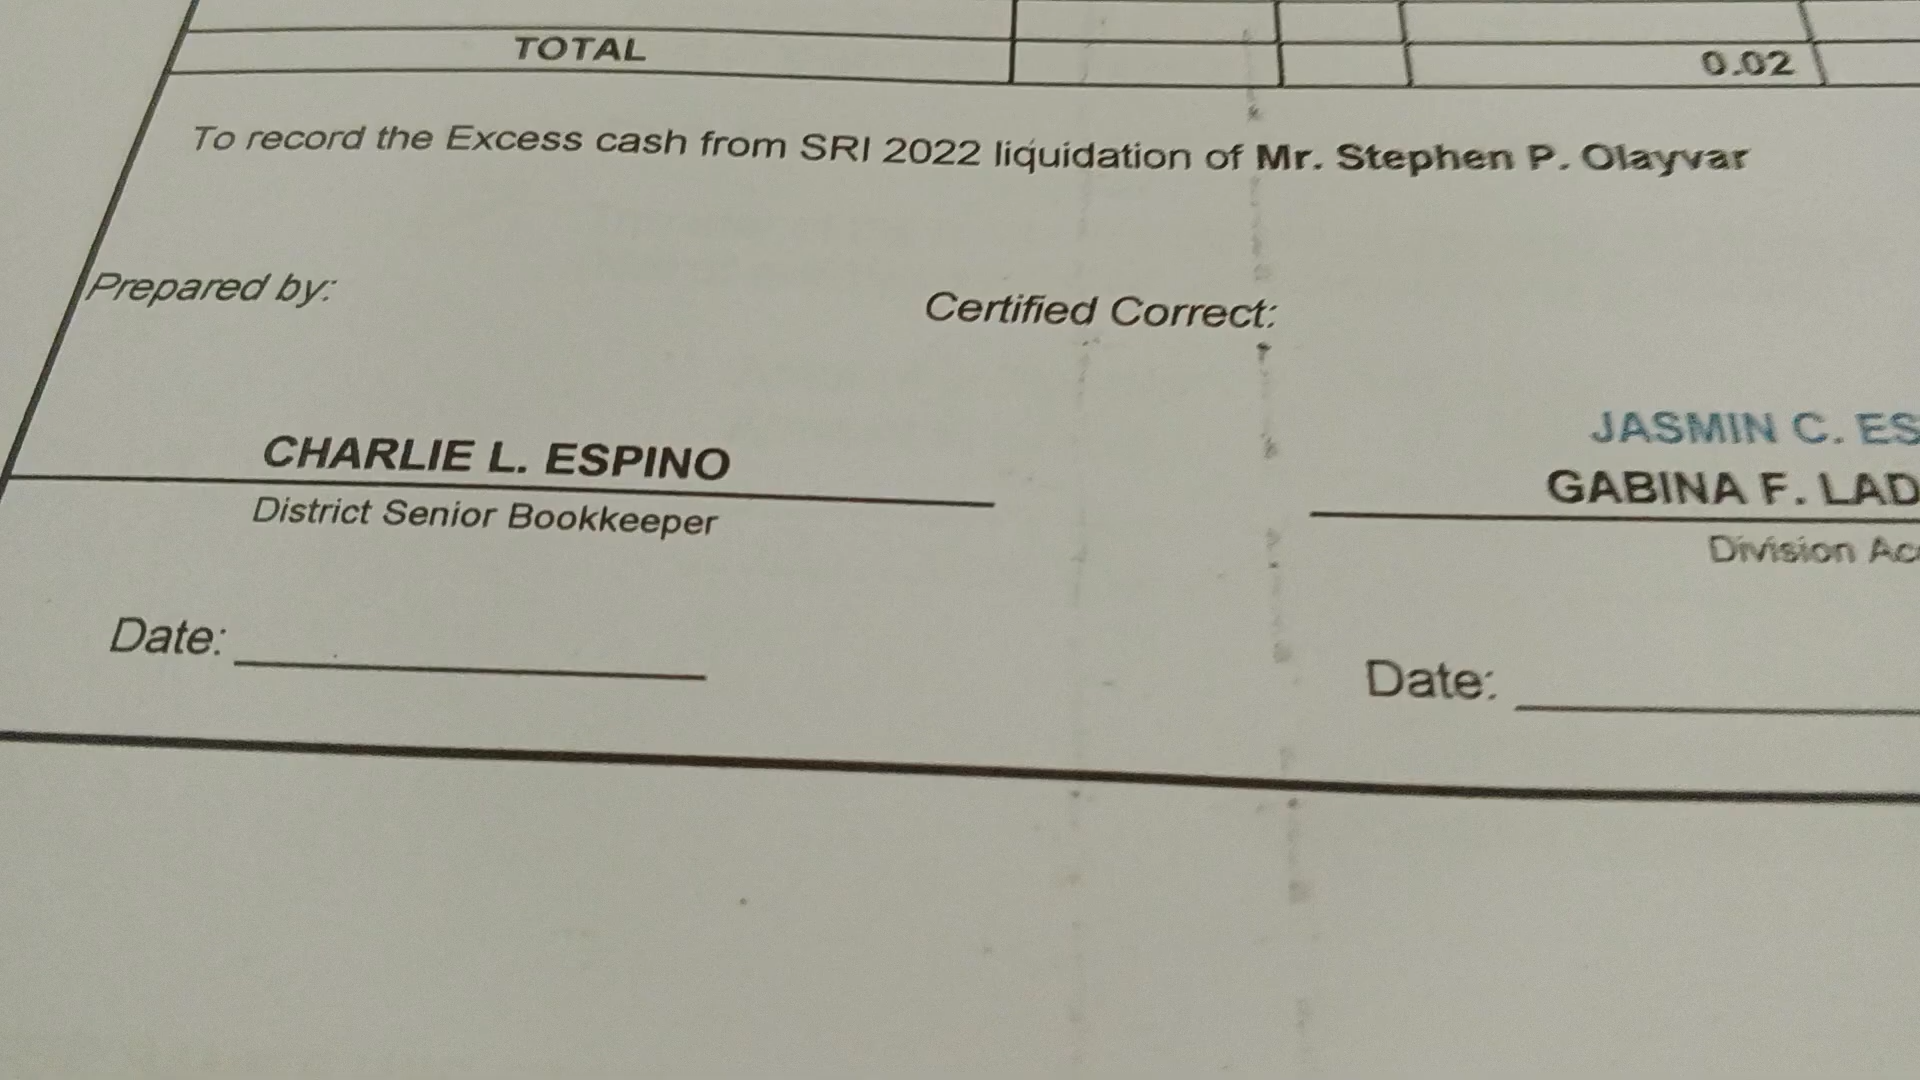 TOTAL 0.02
To record the Excess cash from SRI 2022 liquidation of Mr. Stephen P. Olayvar
Prepared by:
Certified Correct:
CHARLIE L. ESPINO
District Senior Bookkeeper
Date:
JASMIN C. ES
GABINA F. LAD
Division Ac
Date: